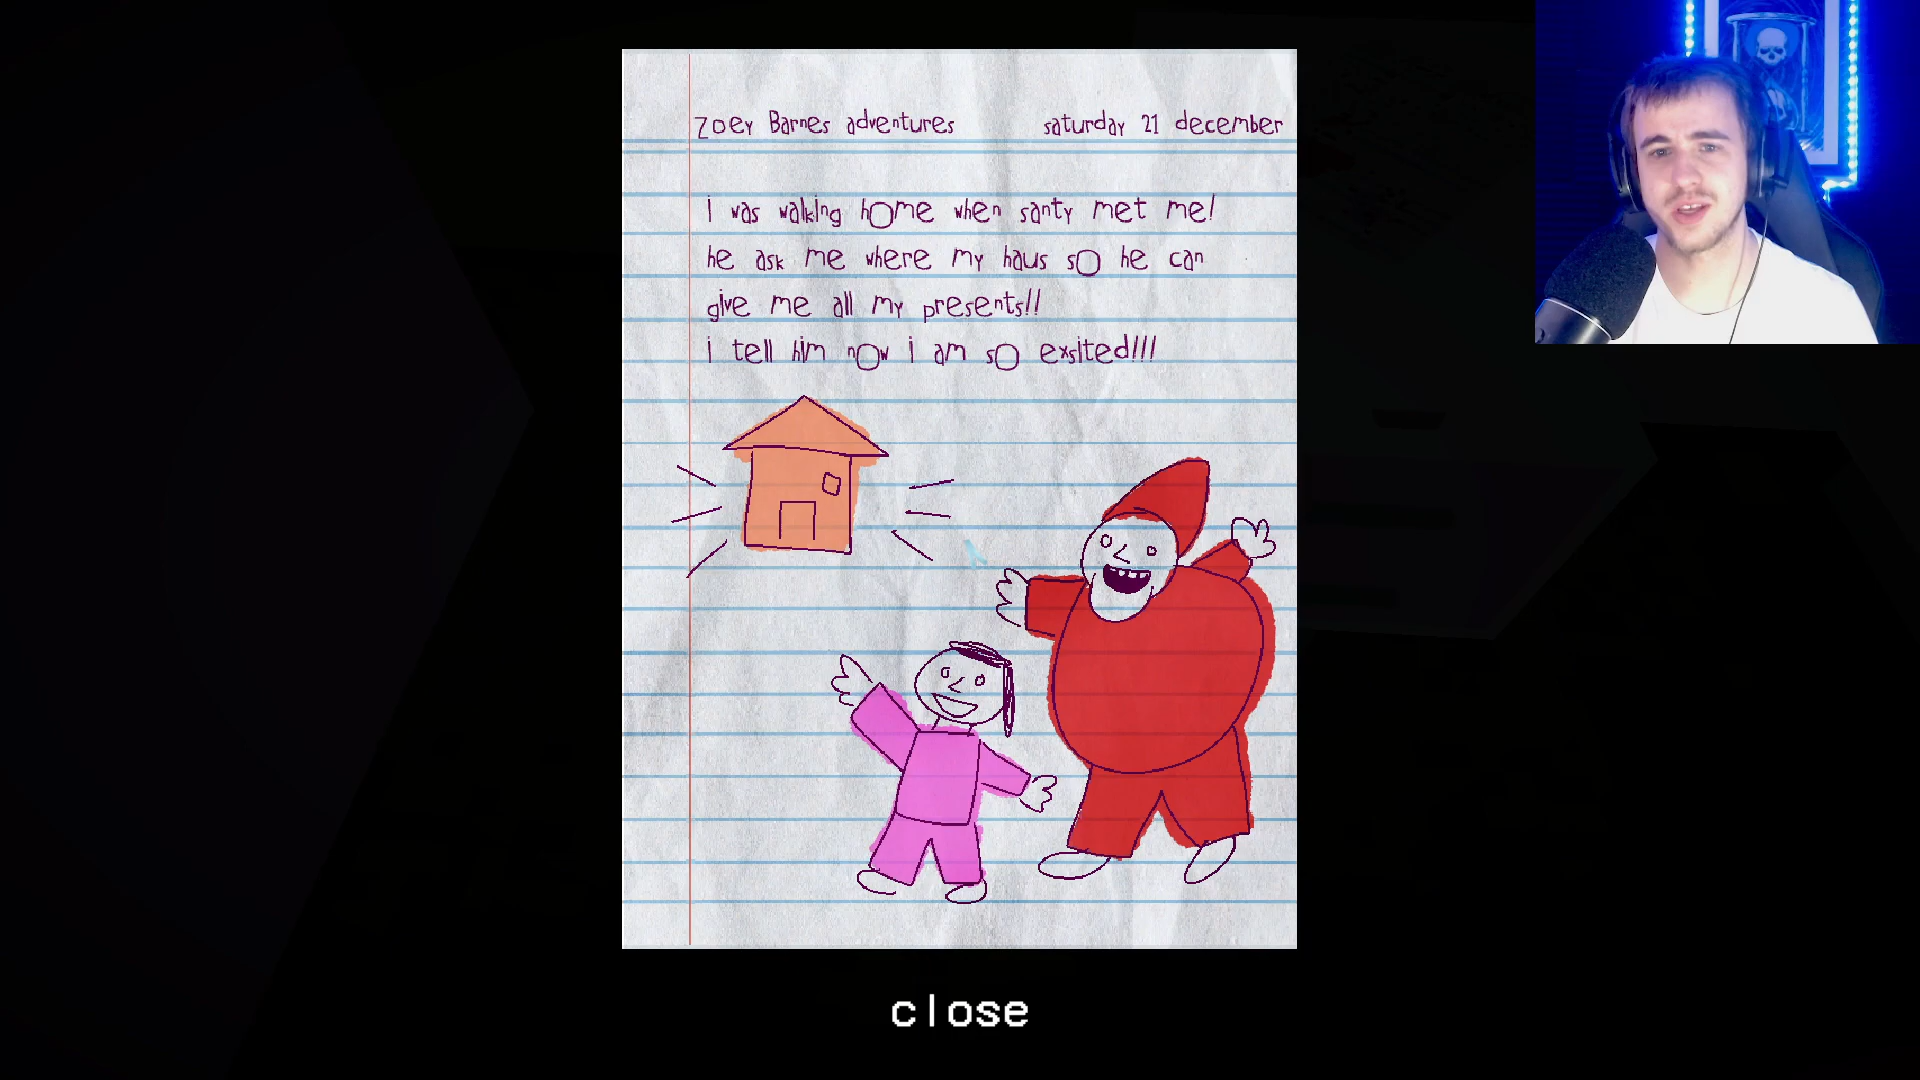 Zoey Barnes adventures saturday 21 december
i was walking home when santy met me!
he ask me where my haus so he can
give me all my presents!!
i tell him now i am so exsited!!!
close